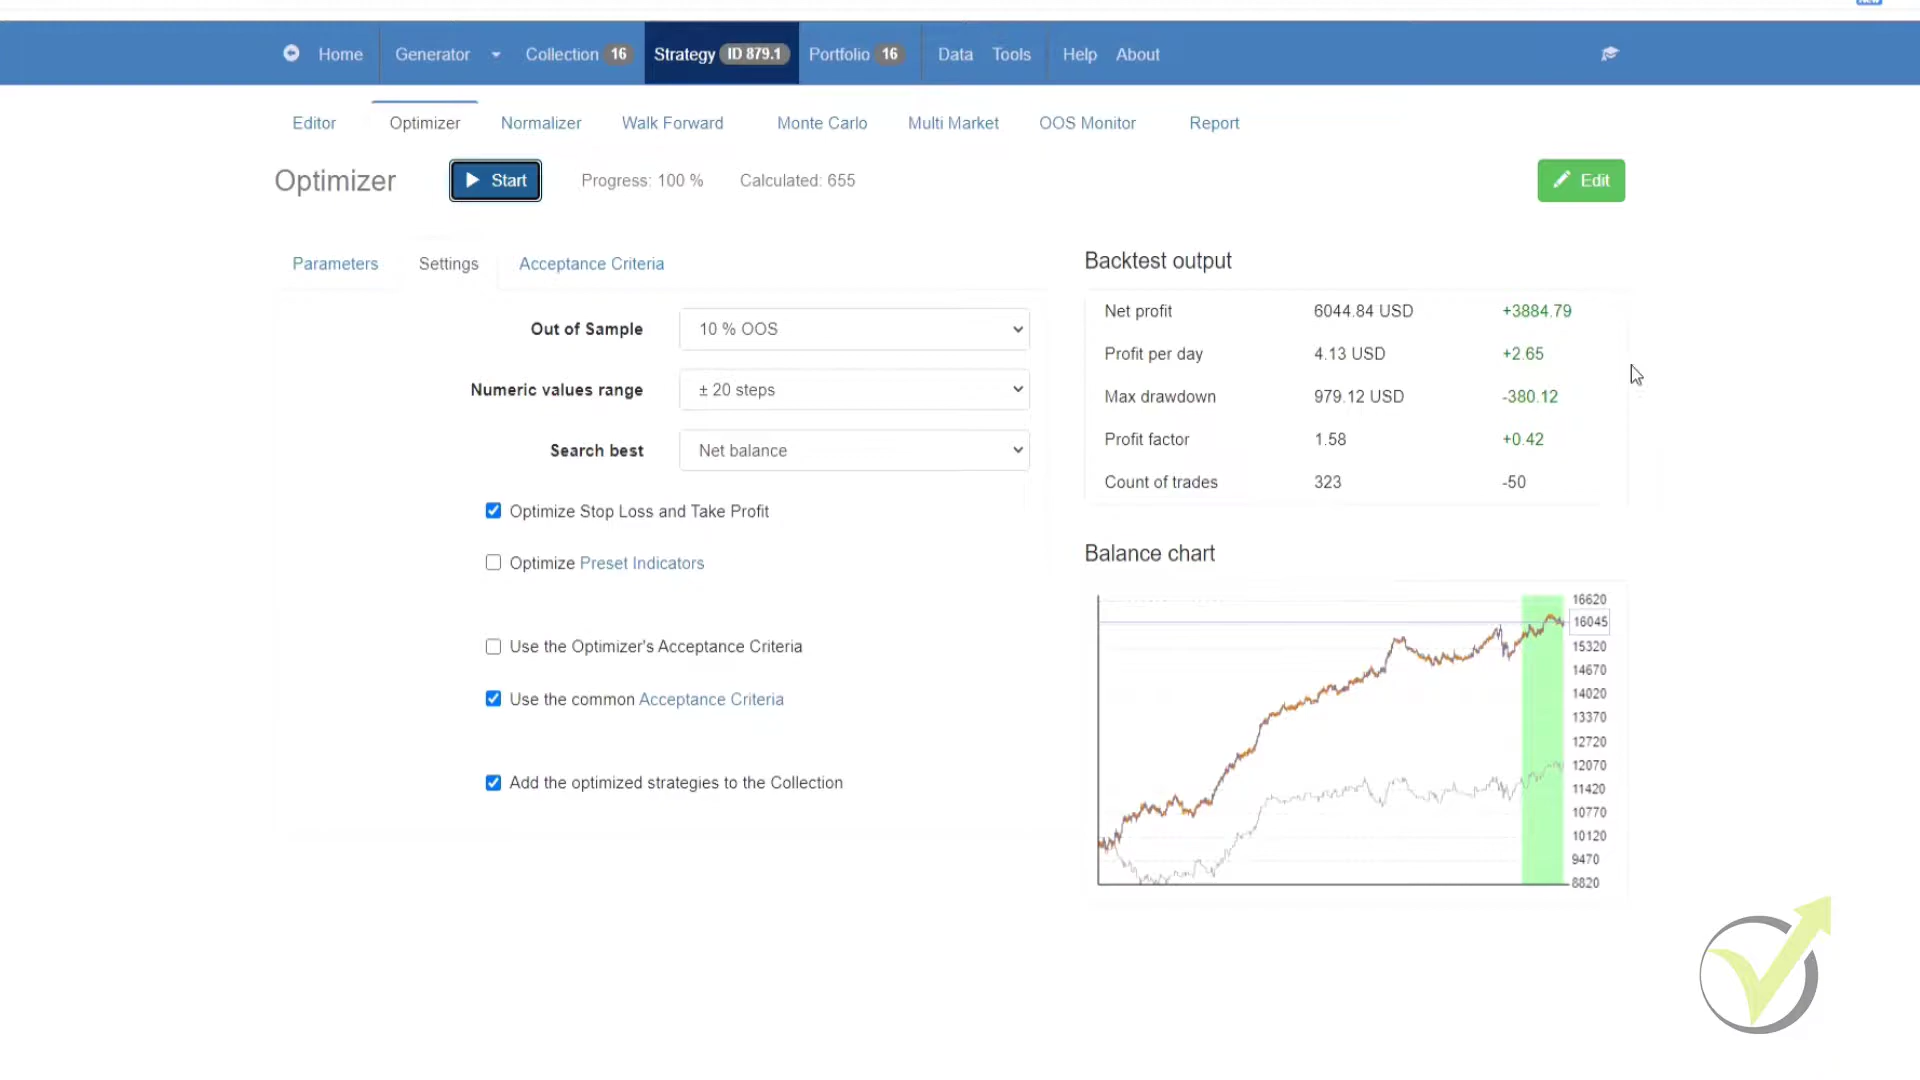 Home Generator Collection 16 Strategy ID 879.1 Portfolio 16 Data Tools Help About
Editor Optimizer Normalizer Walk Forward Monte Carlo Multi Market OOS Monitor Report
Optimizer Start Progress: 100 % Calculated: 655 Edit
Parameters Settings Acceptance Criteria
Out of Sample 10 % OOS
Numeric values range ± 20 steps
Search best Net balance
Optimize Stop Loss and Take Profit
Optimize Preset Indicators
Use the Optimizer's Acceptance Criteria
Use the common Acceptance Criteria
Add the optimized strategies to the Collection
Backtest output
Net profit 6044.84 USD +3884.79
Profit per day 4.13 USD +2.65
Max drawdown 979.12 USD -380.12
Profit factor 1.58 +0.42
Count of trades 323 -50
Balance chart
16620
16045
15320
14670
14020
13370
12720
12070
11420
10770
10120
9470
8820